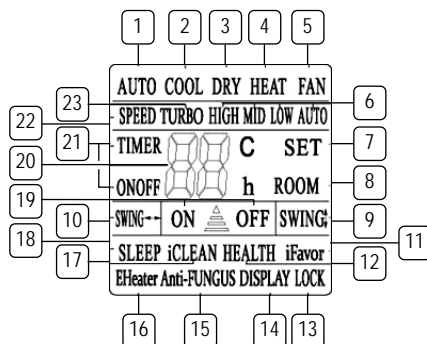 1 2 3 4 5
AUTO COOL DRY HEAT FAN
23 6
22 SPEED TURBO HIGH MID LOW AUTO
21 TIMER 88 C SET 7
20
ONOFF h ROOM 8
19
10 SWING ON OFF SWING 9
18 11
SLEEP iCLEAN HEALTH iFavor
17 12
EHeater Anti-FUNGUS DISPLAY LOCK
16 15 14 13